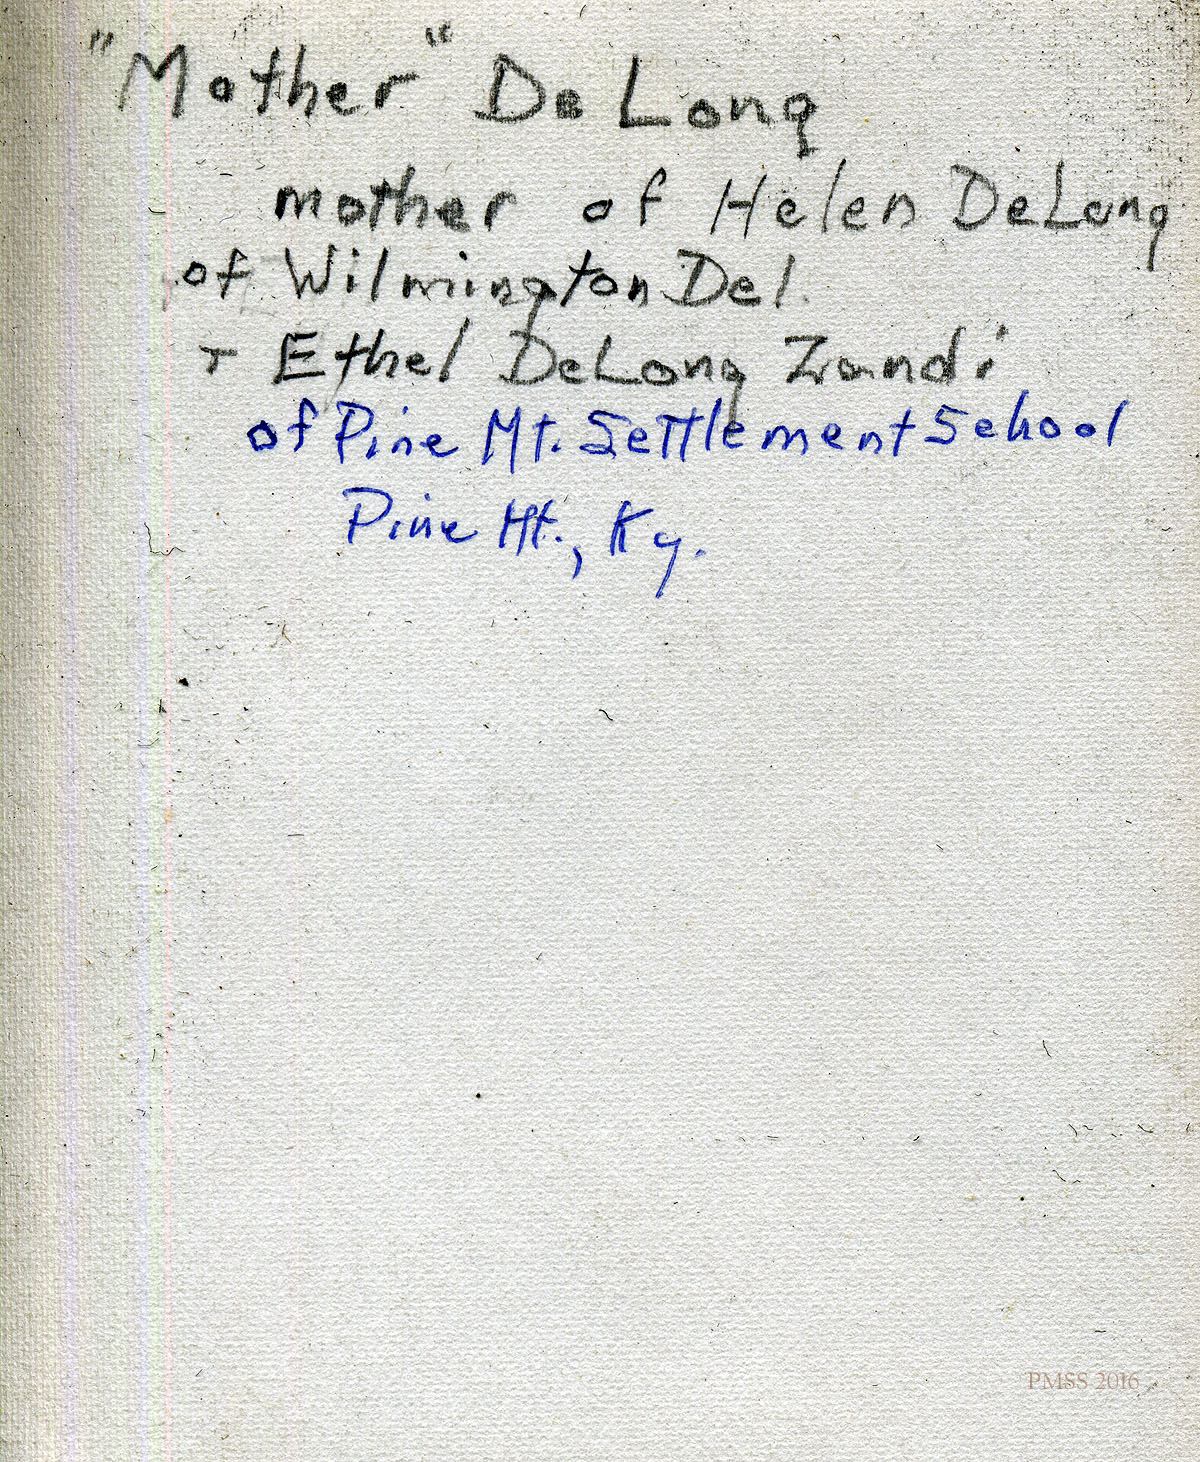 "Mother" DeLong
mother of Helen DeLong
of Wilmington Del.
+ Ethel DeLong Zandi
of Pine Mt. Settlement School
Pine Mt., Ky.
PMSS 2016